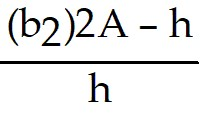 (b₂)2A – h
h